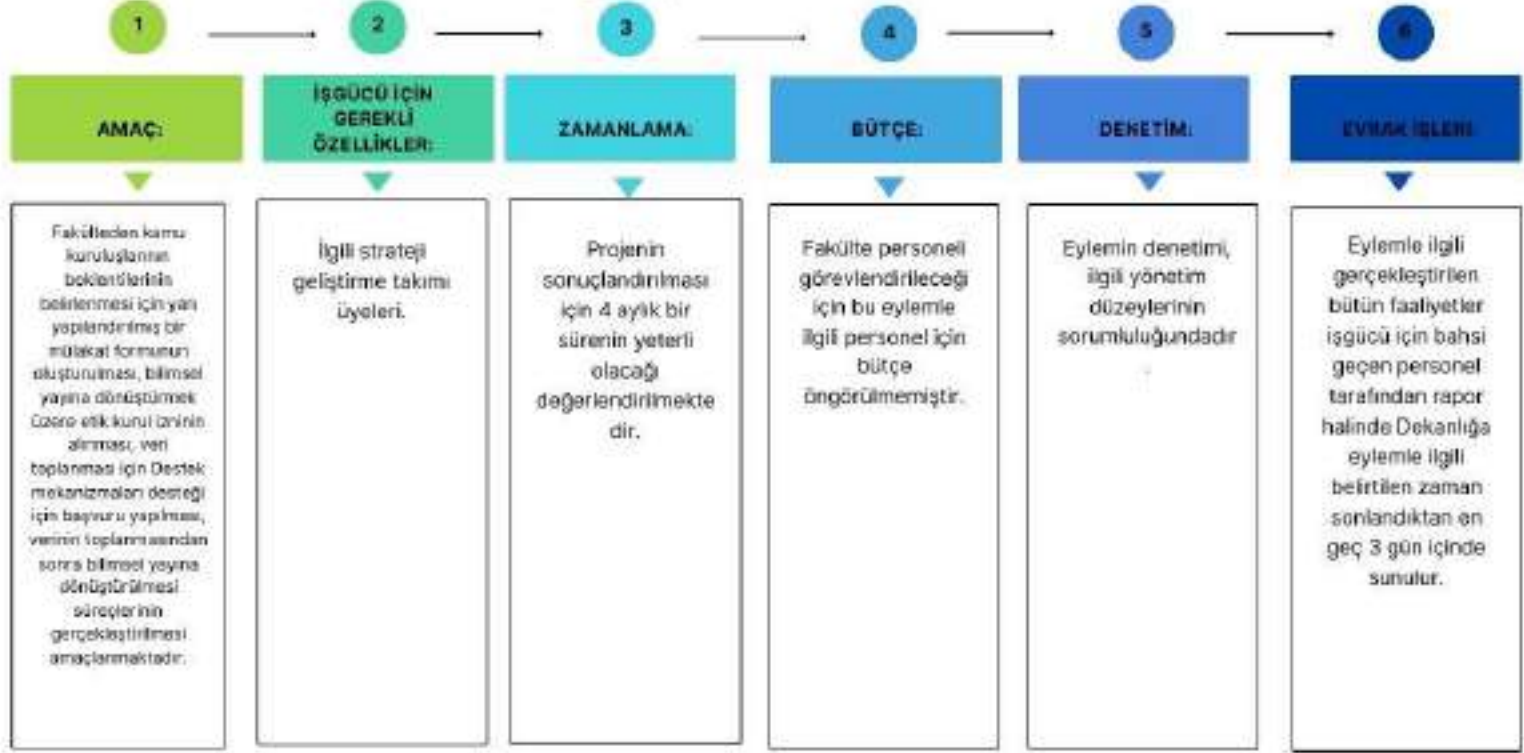 1
2
3
4
5
6
AMAÇ:
İŞGÜCÜ İÇİN
GEREKLİ
ÖZELLİKLER:
ZAMANLAMA:
BÜTÇE:
DENETİM:
EVRAK İŞLERİ:
Fakülteden kamu
kuruluşlarının
beklentilerinin
belirlenmesi için yarı
yapılandırılmış bir
mülakat formunun
oluşturulması, bilimsel
yayına dönüştürmek
üzere etik kurul izninin
alınması, veri
toplanması için Destek
mekanizmaları desteği
için başvuru yapılması,
verinin toplanmasından
sonra bilimsel yayına
dönüştürülmesi
süreçlerinin
gerçekleştirilmesi
amaçlanmaktadır.
İlgili strateji
geliştirme takımı
üyeleri.
Projenin
sonuçlandırılması
için 4 aylık bir
sürenin yeterli
olacağı
değerlendirilmekte
dir.
Fakülte personeli
görevlendirileceği
için bu eylemle
ilgili personel için
bütçe
öngörülmemiştir.
Eylemin denetimi,
ilgili yönetim
düzeylerinin
sorumluluğundadır
.
Eylemle ilgili
gerçekleştirilen
bütün faaliyetler
işgücü için bahsi
geçen personel
tarafından rapor
halinde Dekanlığa
eylemle ilgili
belirtilen zaman
sonlandıktan en
geç 3 gün içinde
sunulur.